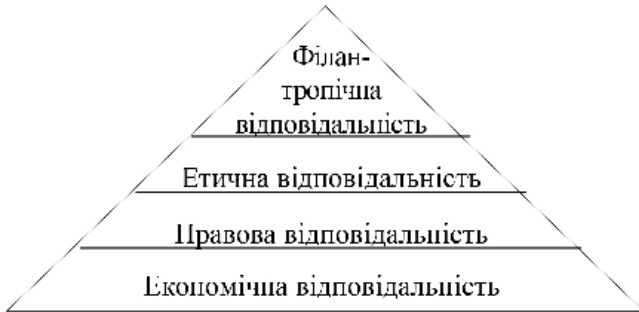 Філан-
тропічна
відповідальність
Етична відповідальність
Правова відповідальність
Економічна відповідальність